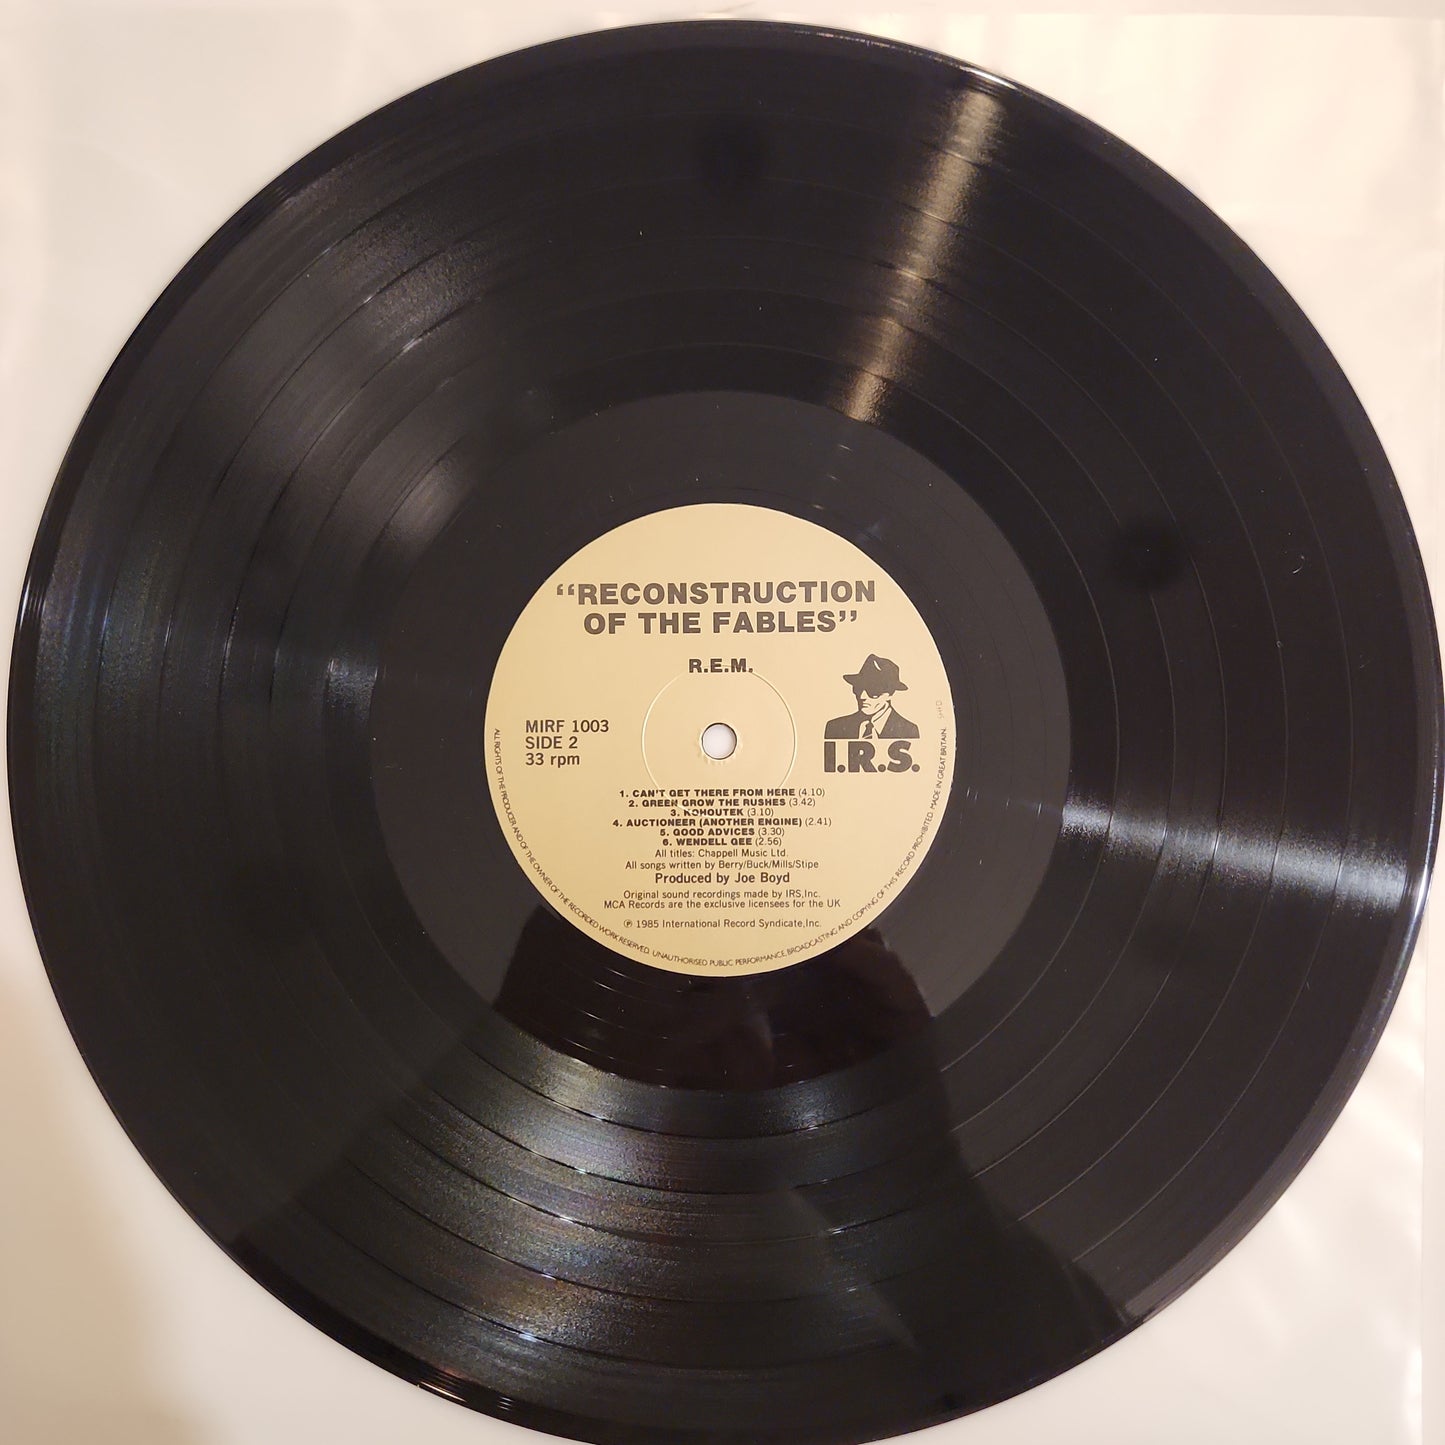 “RECONSTRUCTION
OF THE FABLES”
R.E.M.
MIRF 1003
SIDE 2
33 rpm
I.R.S.
1. CAN'T GET THERE FROM HERE (4.10)
2. GREEN GROW THE RUSHES (3.42)
3. KOHOUTEK (3.10)
4. AUCTIONEER (ANOTHER ENGINE) (2.41)
5. GOOD ADVICES (3.30)
6. WENDELL GEE (2.56)
All titles: Chappell Music Ltd.
All songs written by Berry/Buck/Mills/Stipe
Produced by Joe Boyd
Original sound recordings made by IRS,Inc.
MCA Records are the exclusive licensees for the UK
℗ 1985 International Record Syndicate,Inc.
ALL RIGHTS OF THE PRODUCER AND OF THE OWNER OF THE RECORDED WORK RESERVED. UNAUTHORISED PUBLIC PERFORMANCE, BROADCASTING AND COPYING OF THIS RECORD PROHIBITED. MADE IN GREAT BRITAIN.